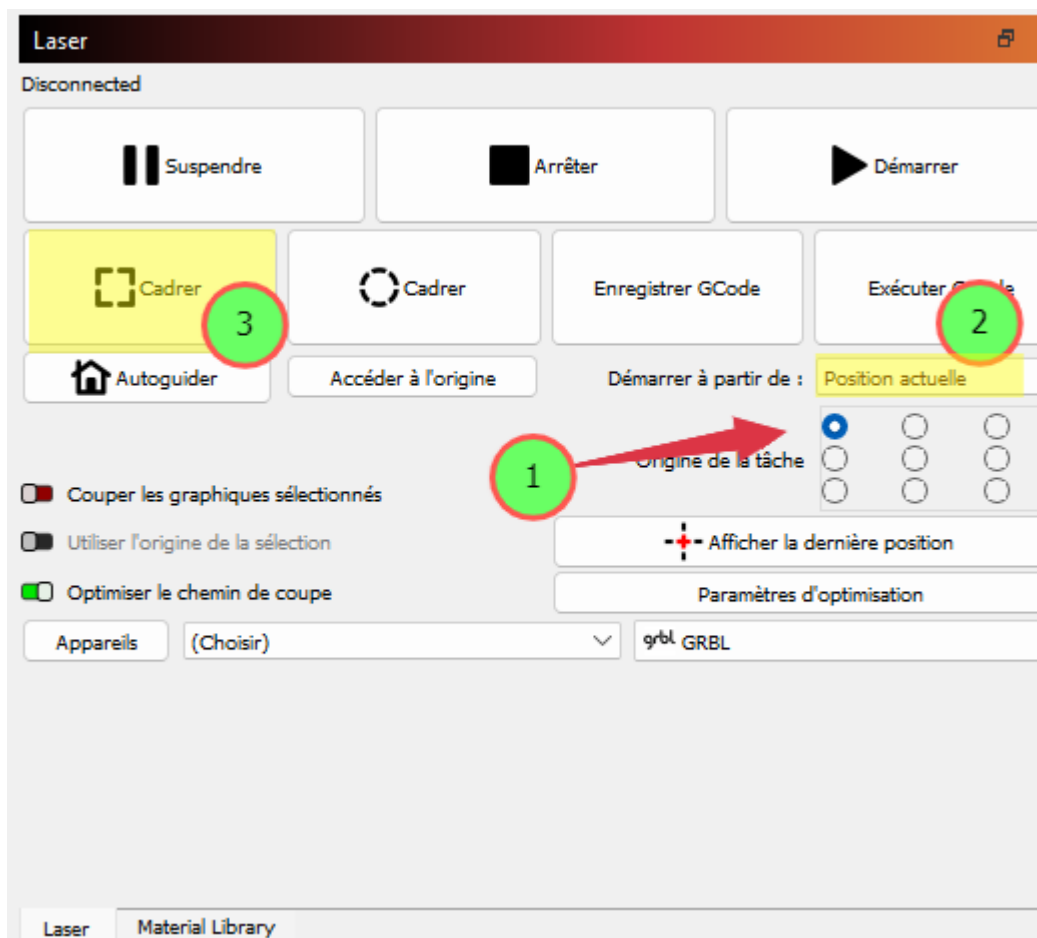 Laser
Disconnected
Suspendre
Arrêter
Démarrer
Cadrer
Cadrer
Enregistrer GCode
Exécuter
3
2
Autoguider
Accéder à l'origine
Démarrer à partir de :
Position actuelle
1
Origine de la tâche
Couper les graphiques sélectionnés
Utiliser l'origine de la sélection
Afficher la dernière position
Optimiser le chemin de coupe
Paramètres d'optimisation
Appareils
(Choisir)
grbl GRBL
Laser
Material Library